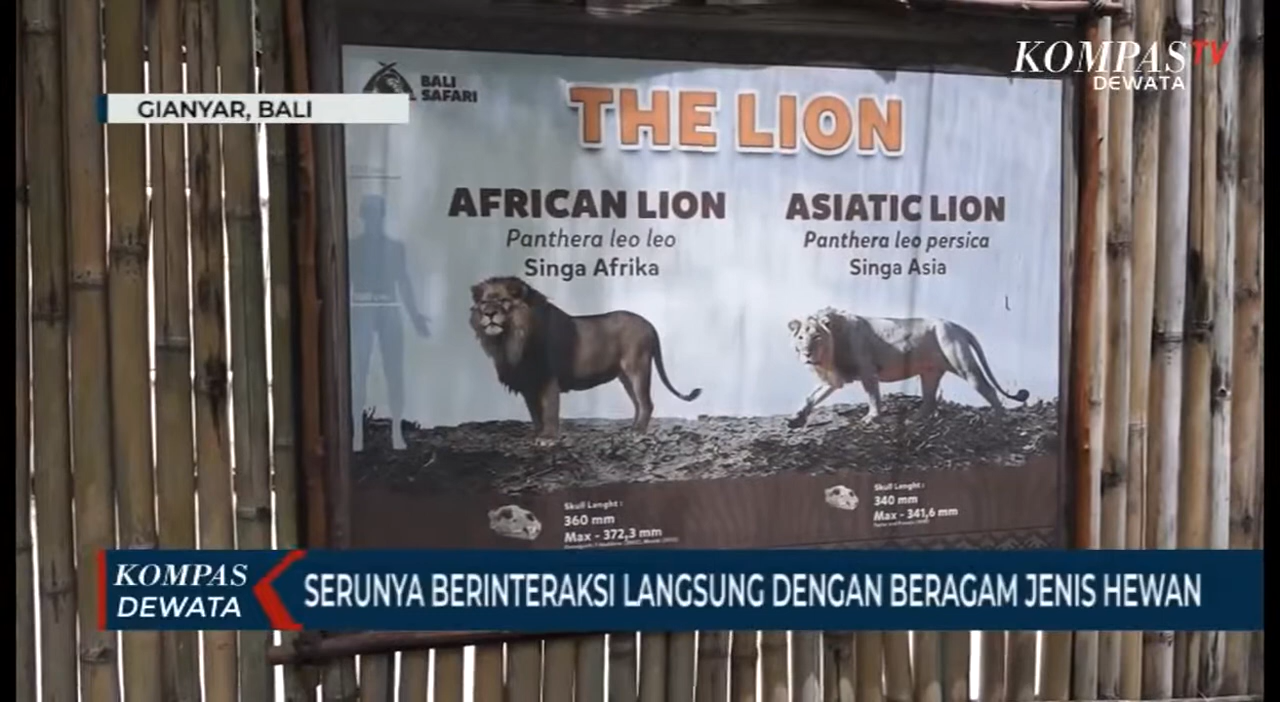 KOMPAS TV
DEWATA
GIANYAR, BALI
BALI
SAFARI
THE LION
AFRICAN LION
Panthera leo leo
Singa Afrika
ASIATIC LION
Panthera leo persica
Singa Asia
Skull Lenght :
360 mm
Max - 372,3 mm
Skull Lenght :
340 mm
Max - 341,6 mm
KOMPAS
DEWATA
SERUNYA BERINTERAKSI LANGSUNG DENGAN BERAGAM JENIS HEWAN